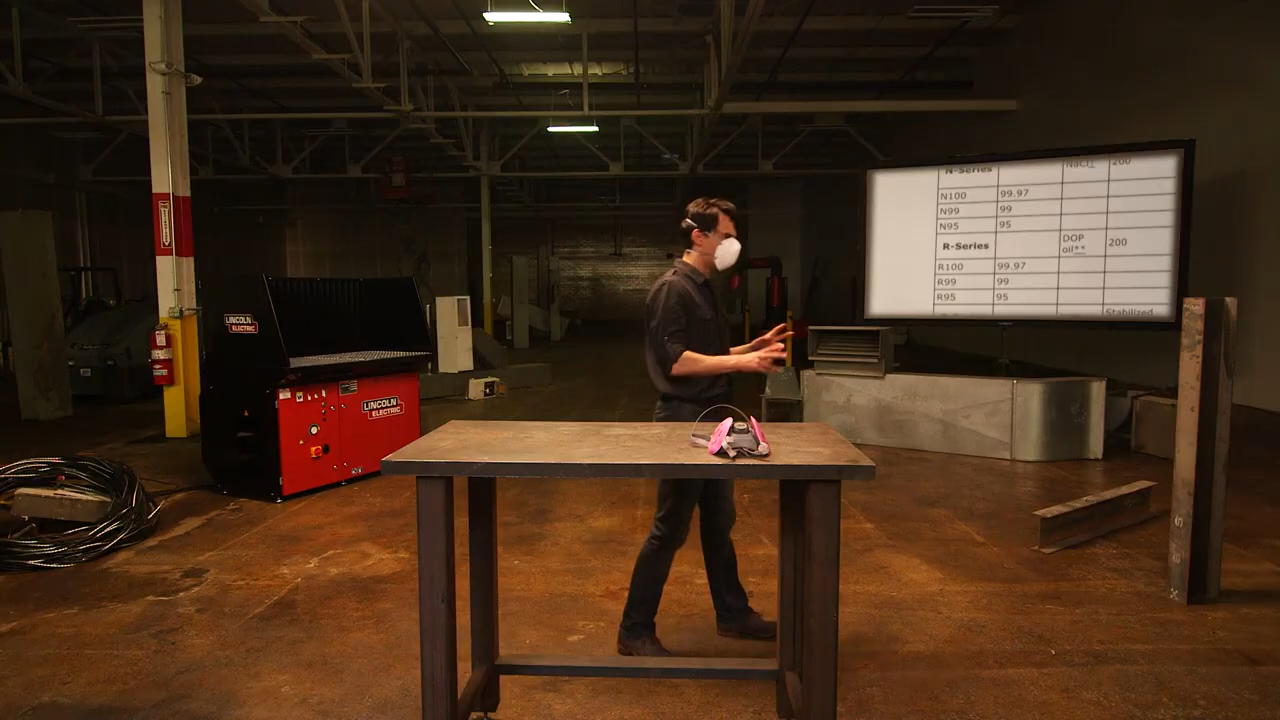 LINCOLN
ELECTRIC
LINCOLN
ELECTRIC
N-Series NaCl 200
N100 99.97
N99 99
N95 95
R-Series DOP oil** 200
R100 99.97
R99 99
R95 95
Stabilized